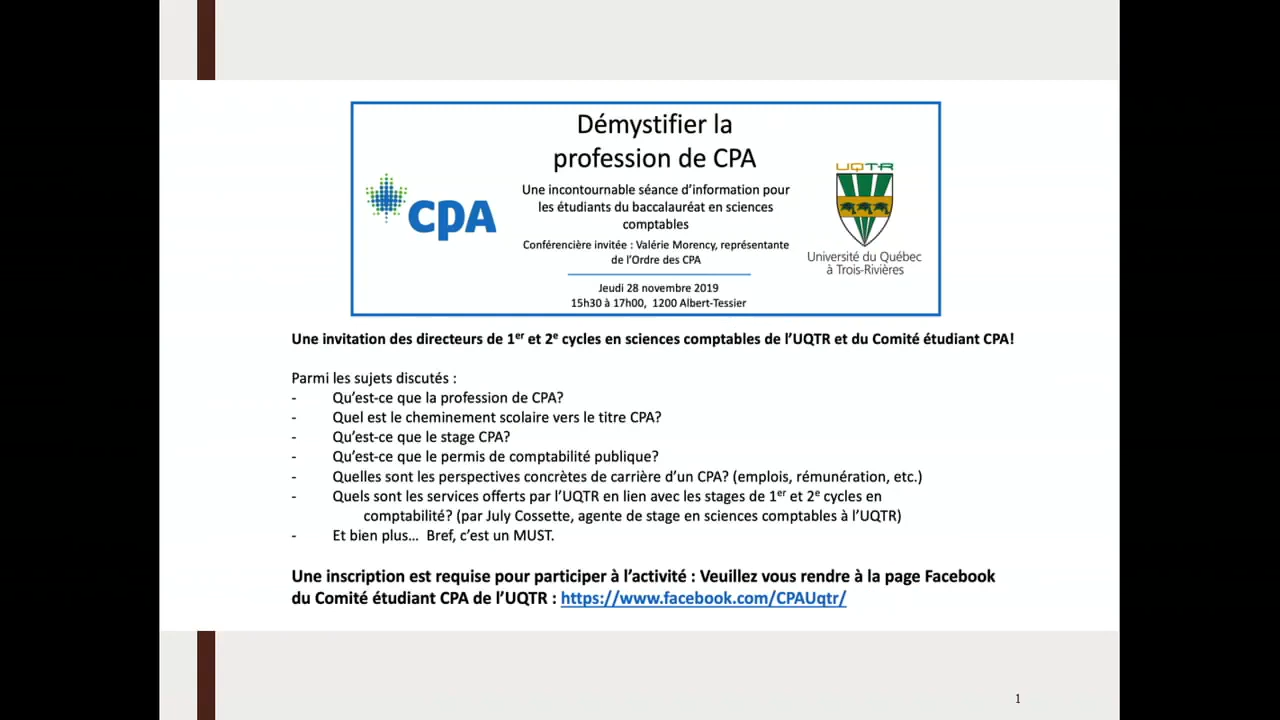 Démystifier la
profession de CPA
Une incontournable séance d'information pour
les étudiants du baccalauréat en sciences
comptables
Conférencière invitée : Valérie Morency, représentante
de l'Ordre des CPA
Jeudi 28 novembre 2019
15h30 à 17h00, 1200 Albert-Tessier
CPA
UQTR
Université du Québec
à Trois-Rivières
Une invitation des directeurs de 1er et 2e cycles en sciences comptables de l'UQTR et du Comité étudiant CPA!
Parmi les sujets discutés :
- Qu'est-ce que la profession de CPA?
- Quel est le cheminement scolaire vers le titre CPA?
- Qu'est-ce que le stage CPA?
- Qu'est-ce que le permis de comptabilité publique?
- Quelles sont les perspectives concrètes de carrière d'un CPA? (emplois, rémunération, etc.)
- Quels sont les services offerts par l'UQTR en lien avec les stages de 1er et 2e cycles en
comptabilité? (par July Cossette, agente de stage en sciences comptables à l'UQTR)
- Et bien plus… Bref, c'est un MUST.
Une inscription est requise pour participer à l'activité : Veuillez vous rendre à la page Facebook
du Comité étudiant CPA de l'UQTR : https://www.facebook.com/CPAUqtr/
1